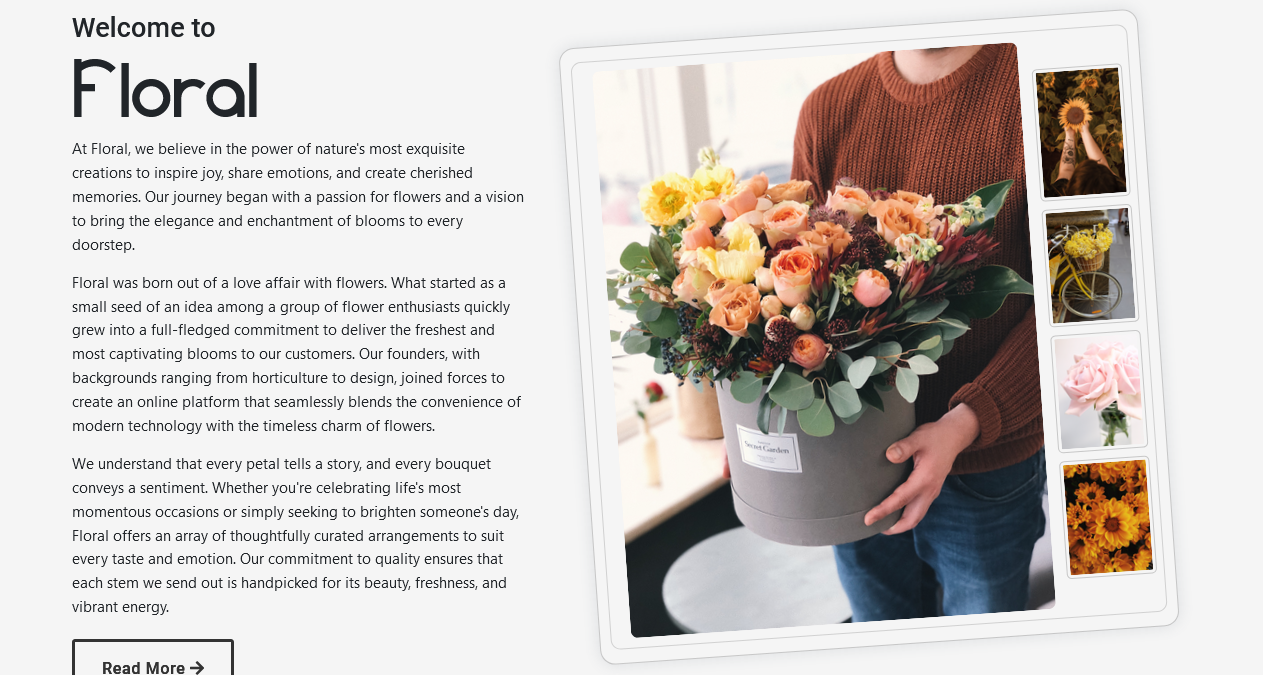 Welcome to
Floral
At Floral, we believe in the power of nature's most exquisite
creations to inspire joy, share emotions, and create cherished
memories. Our journey began with a passion for flowers and a vision
to bring the elegance and enchantment of blooms to every
doorstep.
Floral was born out of a love affair with flowers. What started as a
small seed of an idea among a group of flower enthusiasts quickly
grew into a full-fledged commitment to deliver the freshest and
most captivating blooms to our customers. Our founders, with
backgrounds ranging from horticulture to design, joined forces to
create an online platform that seamlessly blends the convenience of
modern technology with the timeless charm of flowers.
We understand that every petal tells a story, and every bouquet
conveys a sentiment. Whether you're celebrating life's most
momentous occasions or simply seeking to brighten someone's day,
Floral offers an array of thoughtfully curated arrangements to suit
every taste and emotion. Our commitment to quality ensures that
each stem we send out is handpicked for its beauty, freshness, and
vibrant energy.
Read More →
Secret Garden